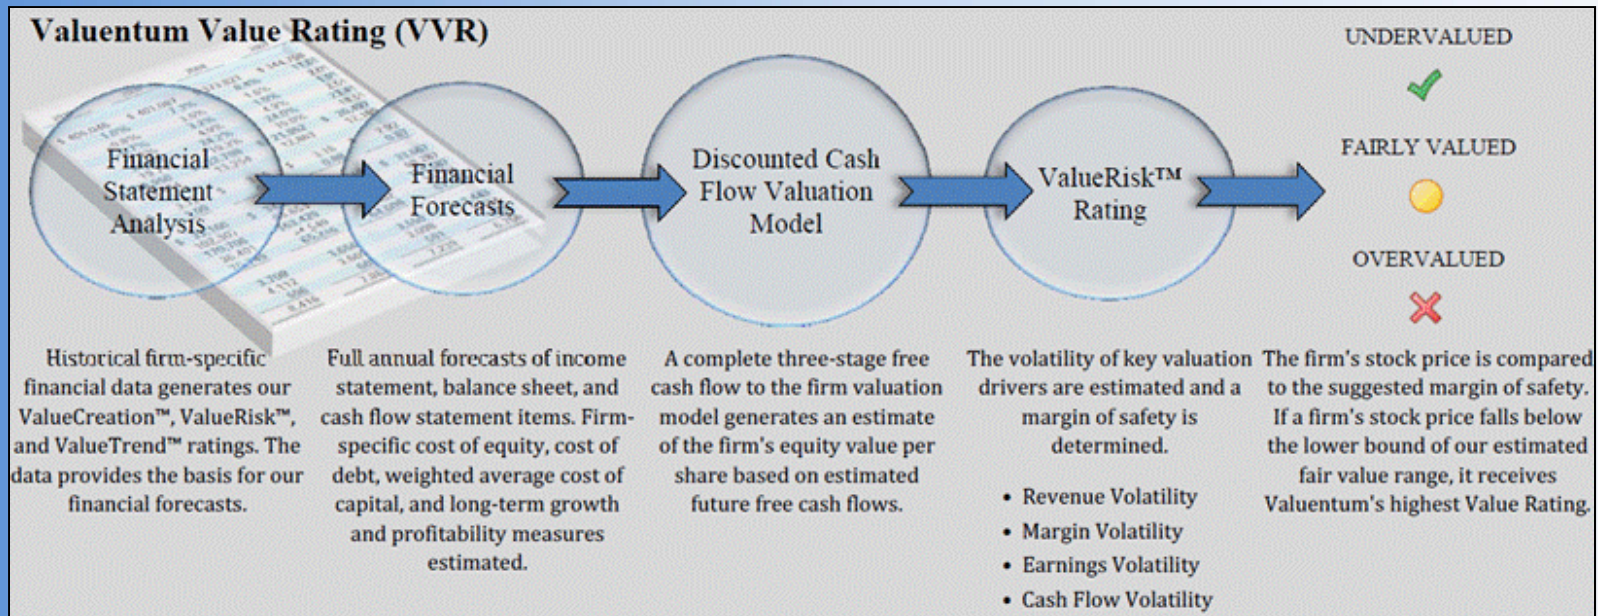 Valuentum Value Rating (VVR)
Financial
Statement
Analysis
Financial
Forecasts
Discounted Cash
Flow Valuation
Model
ValueRisk™
Rating
UNDERVALUED
FAIRLY VALUED
OVERVALUED
Historical firm-specific
financial data generates our
ValueCreation™, ValueRisk™,
and ValueTrend™ ratings. The
data provides the basis for our
financial forecasts.
Full annual forecasts of income
statement, balance sheet, and
cash flow statement items. Firm-
specific cost of equity, cost of
debt, weighted average cost of
capital, and long-term growth
and profitability measures
estimated.
A complete three-stage free
cash flow to the firm valuation
model generates an estimate
of the firm's equity value per
share based on estimated
future free cash flows.
The volatility of key valuation
drivers are estimated and a
margin of safety is
determined.
• Revenue Volatility
• Margin Volatility
• Earnings Volatility
• Cash Flow Volatility
The firm's stock price is compared
to the suggested margin of safety.
If a firm's stock price falls below
the lower bound of our estimated
fair value range, it receives
Valuentum's highest Value Rating.